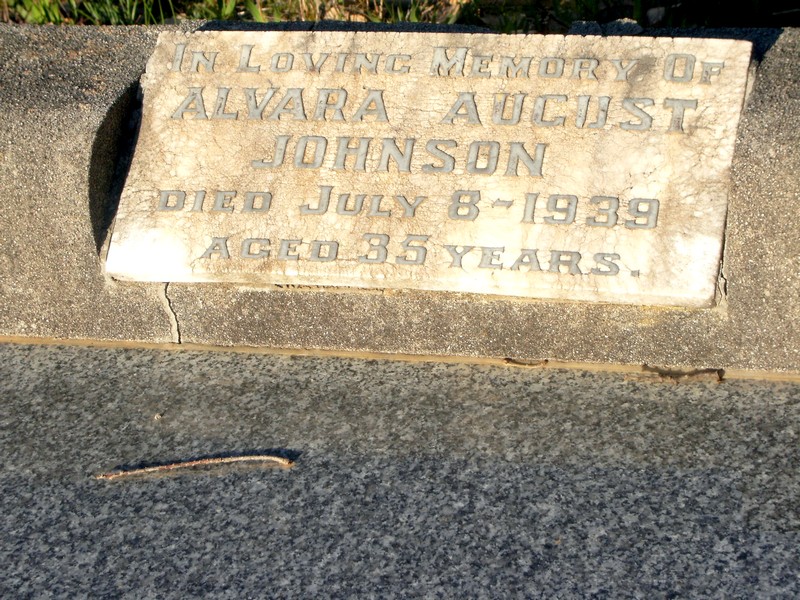 In Loving Memory Of
ALVARA AUGUST
JOHNSON
DIED JULY 8-1939
AGED 35 YEARS.